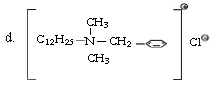 d.
CH3
C12H25–N–CH2–
CH3
⊕
Cl⊖